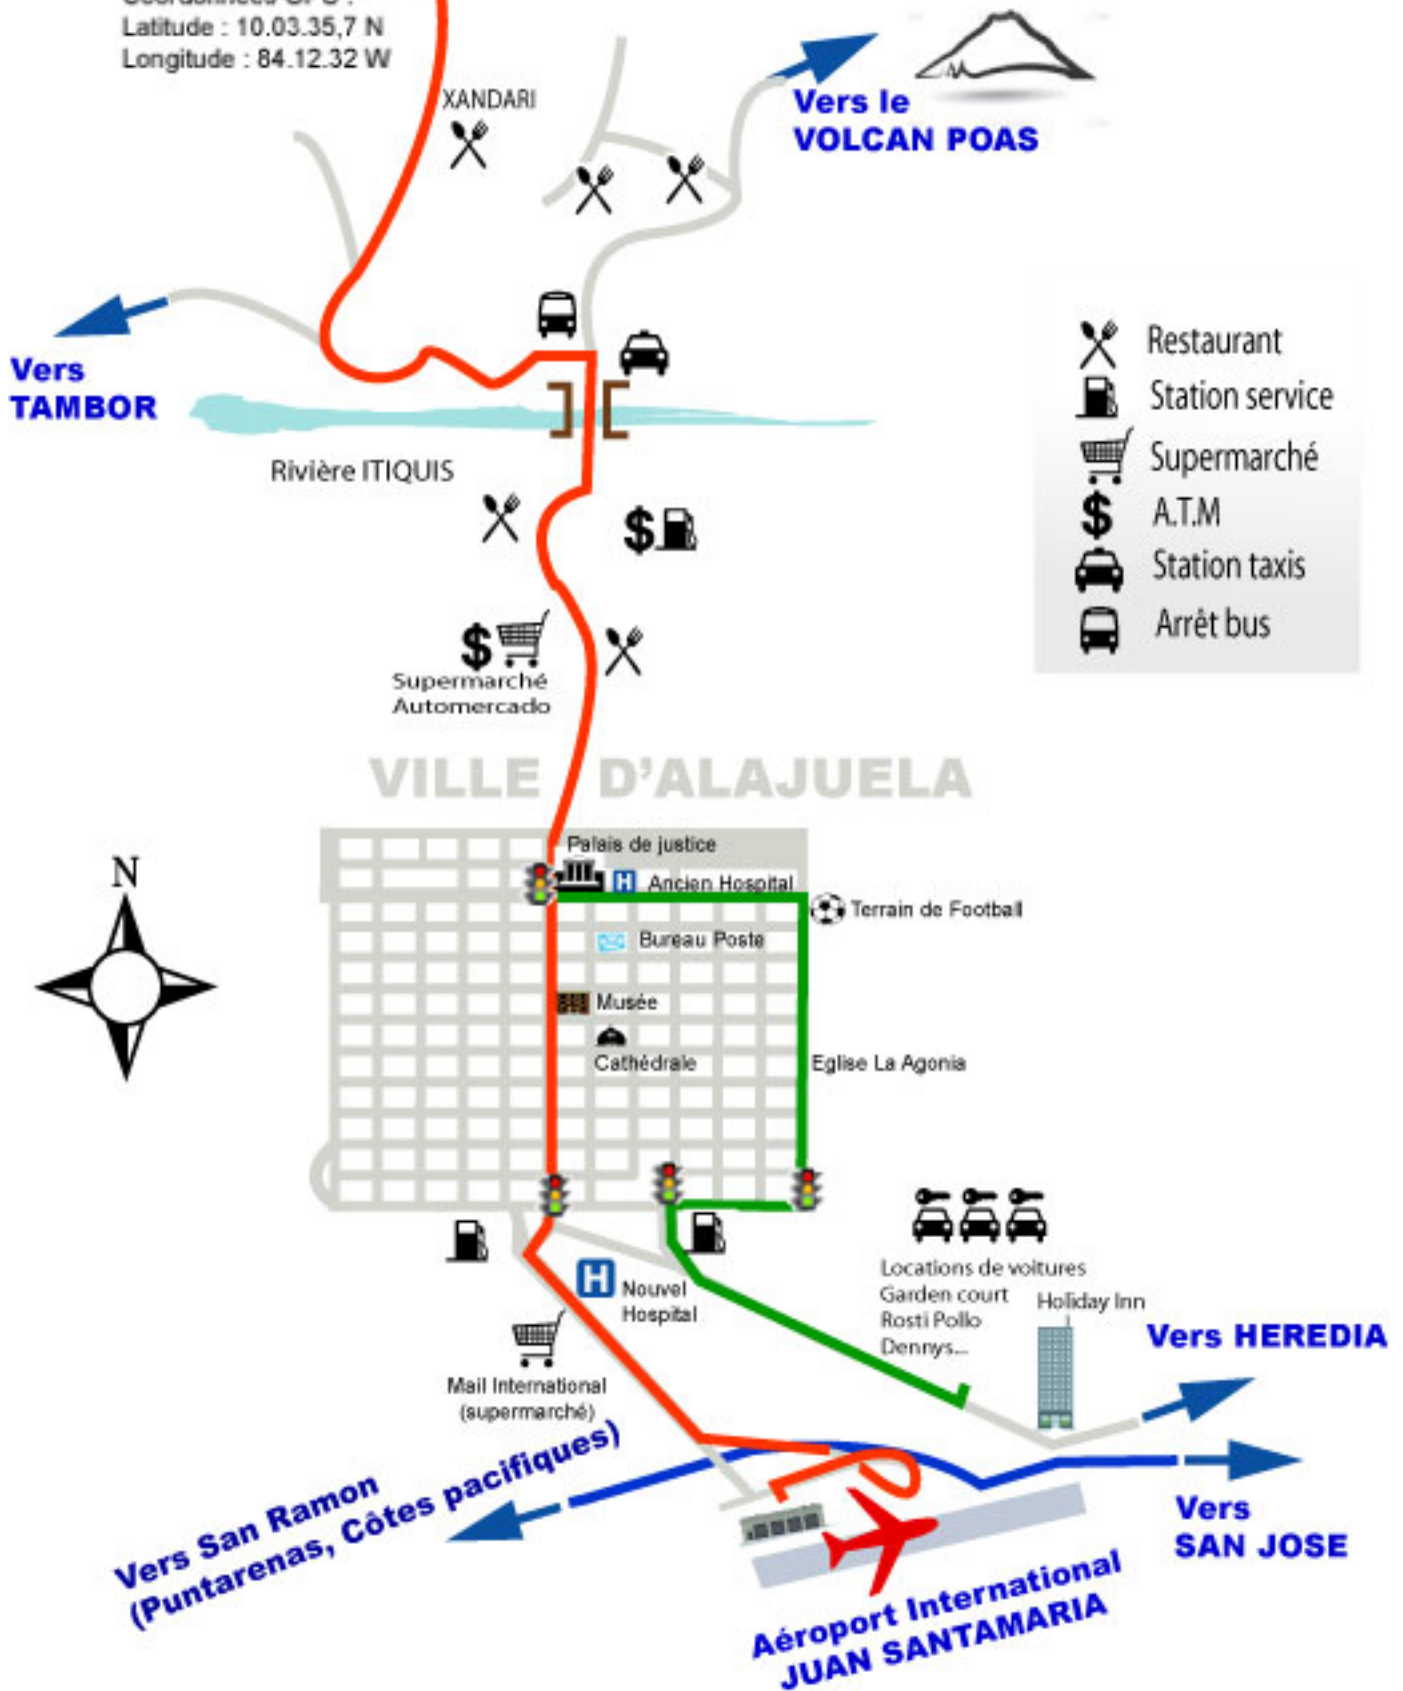 Coordonnées GPS :
Latitude : 10.03.35,7 N
Longitude : 84.12.32 W
XANDARI
Vers le
VOLCAN POAS
Vers
TAMBOR
Rivière ITIQUIS
Restaurant
Station service
Supermarché
$ A.T.M
Station taxis
Arrêt bus
$
$
Supermarché
Automercado
VILLE D'ALAJUELA
Palais de justice
H Ancien Hospital
Terrain de Football
Bureau Poste
Musée
Cathédrale
Eglise La Agonia
N
H
Nouvel
Hospital
Mail International
(supermarché)
Locations de voitures
Garden court
Rosti Pollo
Dennys...
Holiday Inn
Vers HEREDIA
Vers San Ramon
(Puntarenas, Côtes pacifiques)
Vers
SAN JOSE
Aéroport International
JUAN SANTAMARIA